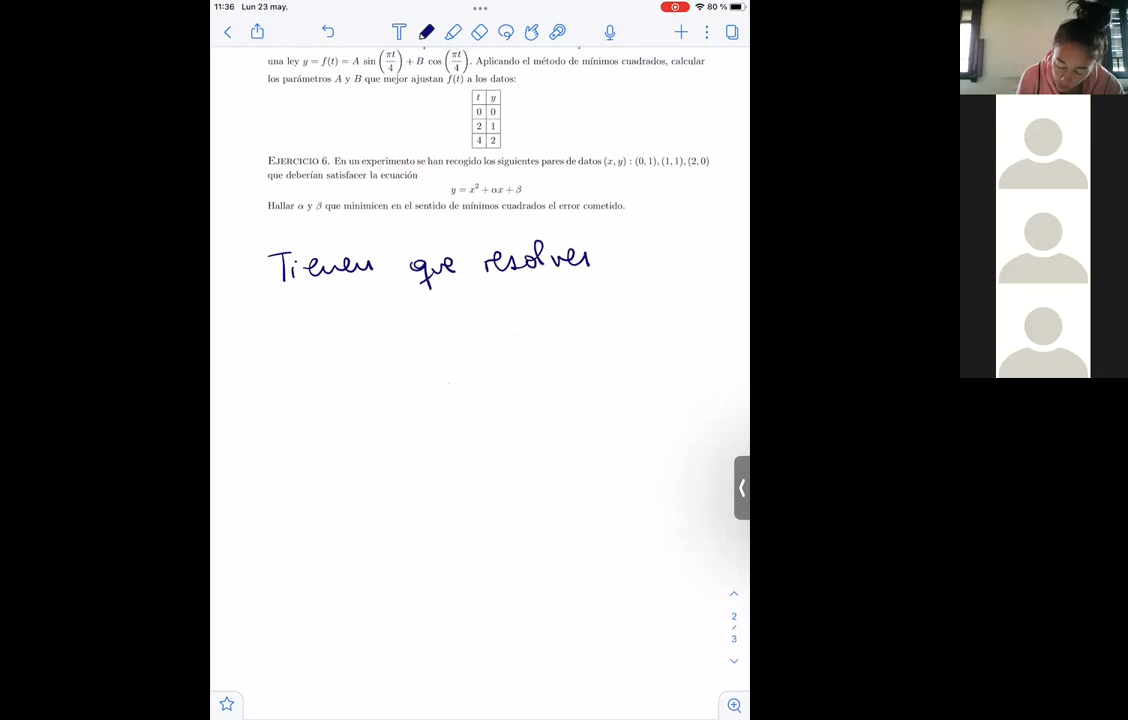 11:36 Lun 23 may.
80 %
una ley y = f(t) = A sin (πt/4) + B cos (πt/4). Aplicando el método de mínimos cuadrados, calcular
los parámetros A y B que mejor ajustan f(t) a los datos:
t y
0 0
2 1
4 2
EJERCICIO 6. En un experimento se han recogido los siguientes pares de datos (x, y) : (0, 1), (1, 1), (2, 0)
que deberían satisfacer la ecuación
y = x² + αx + β
Hallar α y β que minimicen en el sentido de mínimos cuadrados el error cometido.
Tienen que resolver
2
/
3